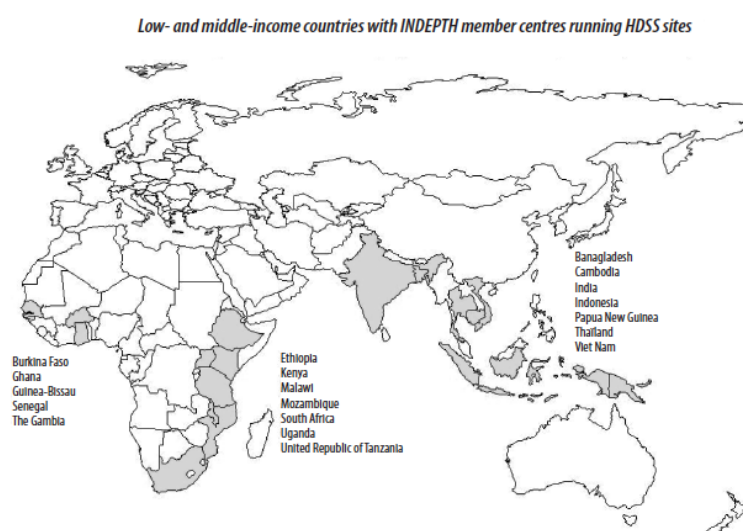 Low- and middle-income countries with INDEPTH member centres running HDSS sites
Banagladesh
Cambodia
India
Indonesia
Papua New Guinea
Thailand
Viet Nam
Burkina Faso
Ghana
Guinea-Bissau
Senegal
The Gambia
Ethiopia
Kenya
Malawi
Mozambique
South Africa
Uganda
United Republic of Tanzania